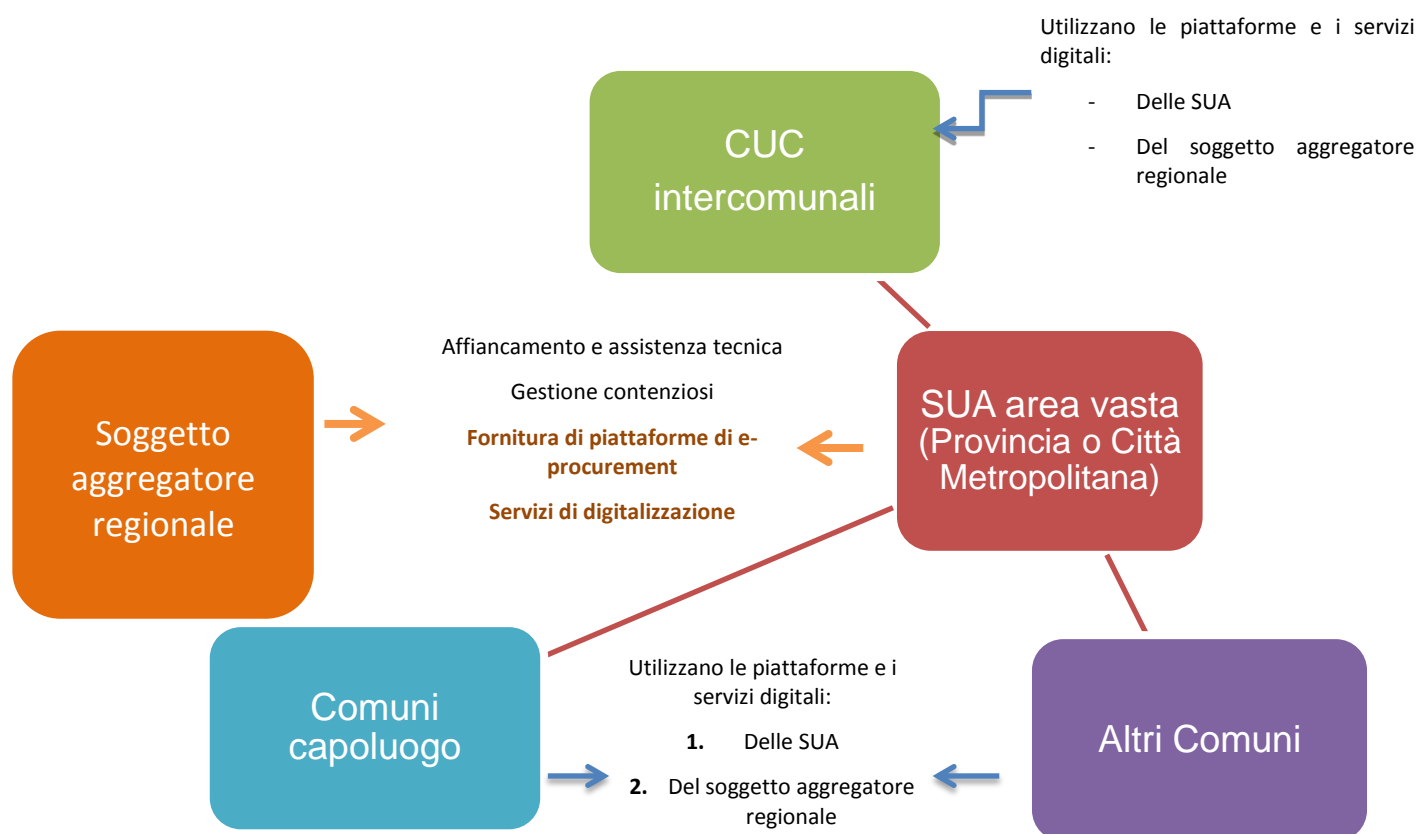 Utilizzano le piattaforme e i servizi
digitali:
- Delle SUA
- Del soggetto aggregatore
regionale
CUC
intercomunali
Affiancamento e assistenza tecnica
Gestione contenziosi
Fornitura di piattaforme di e-
procurement
Servizi di digitalizzazione
Soggetto
aggregatore
regionale
SUA area vasta
(Provincia o Città
Metropolitana)
Comuni
capoluogo
Utilizzano le piattaforme e i
servizi digitali:
1. Delle SUA
2. Del soggetto aggregatore
regionale
Altri Comuni